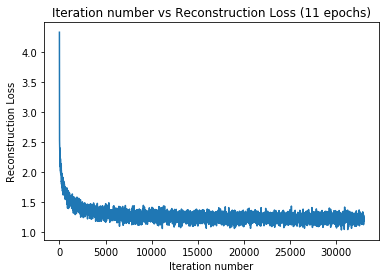 Iteration number vs Reconstruction Loss (11 epochs)
4.0
3.5
3.0
2.5
2.0
1.5
1.0
Reconstruction Loss
0 5000 10000 15000 20000 25000 30000
Iteration number